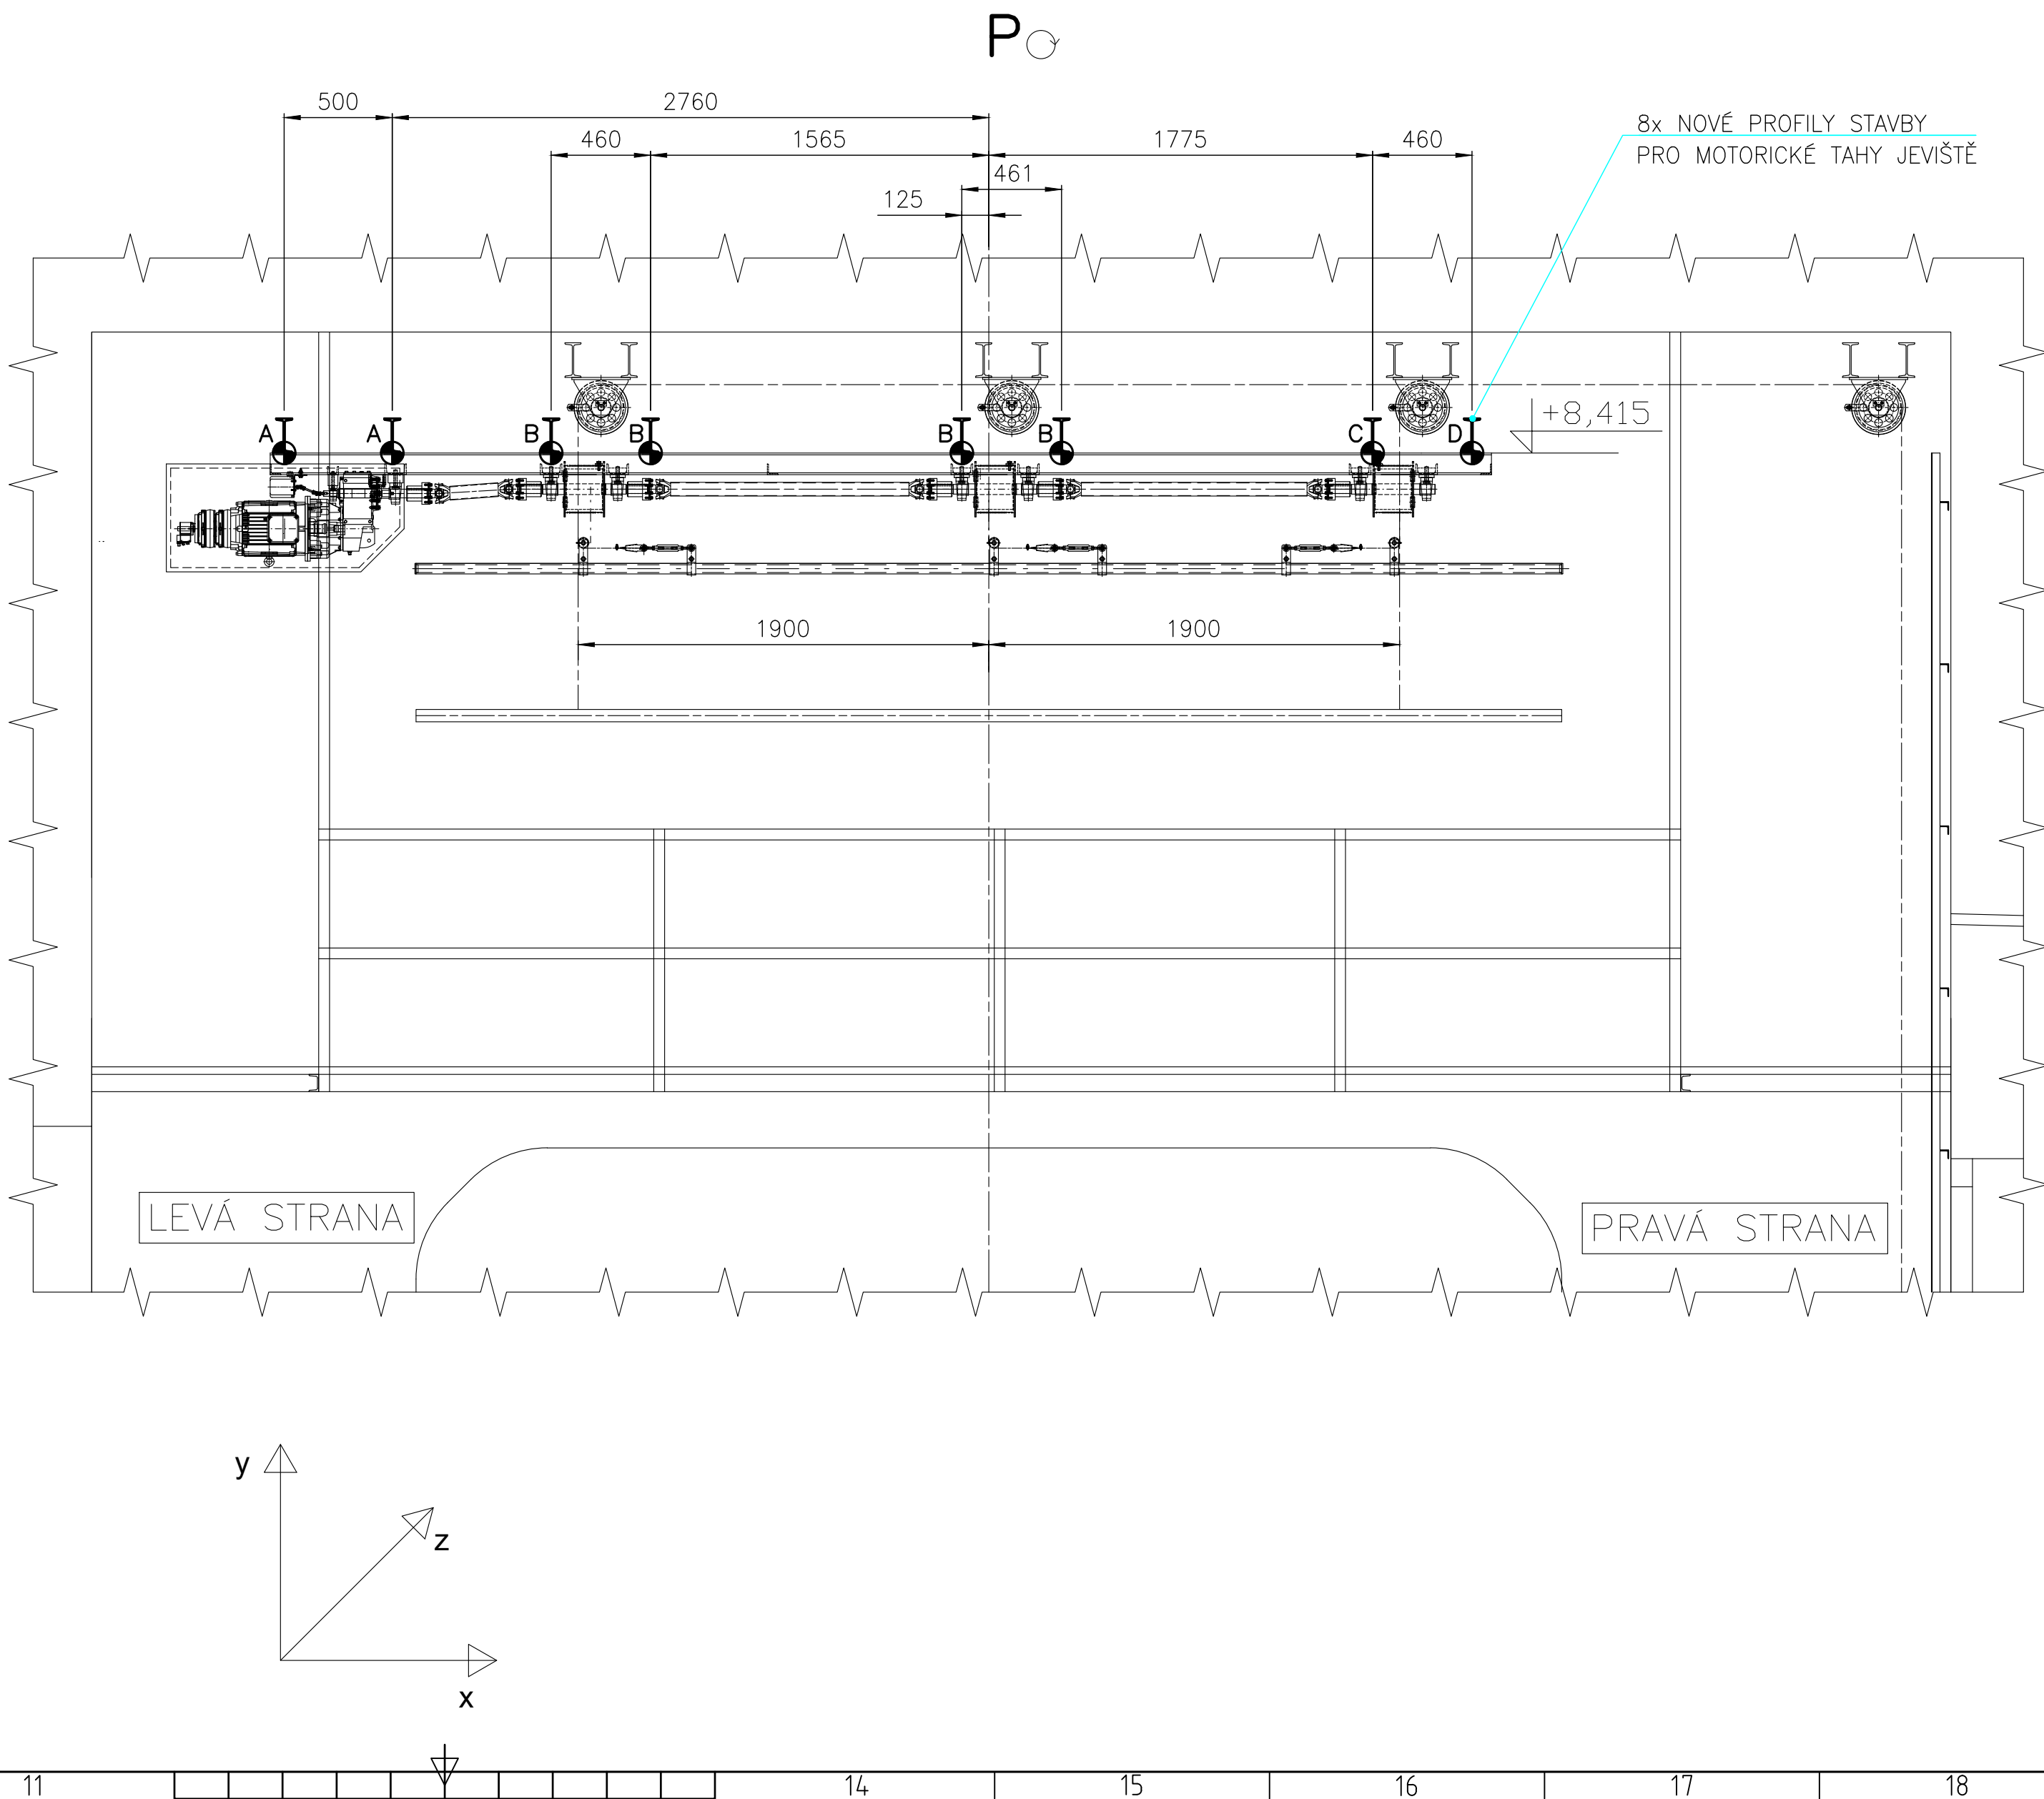 P
500 2760
460 1565 1775 460
461
125
8x NOVÉ PROFILY STAVBY
PRO MOTORICKÉ TAHY JEVIŠTĚ
+8,415
A A B B B B C D
1900 1900
LEVÁ STRANA
PRAVÁ STRANA
y
z
x
11 14 15 16 17 18